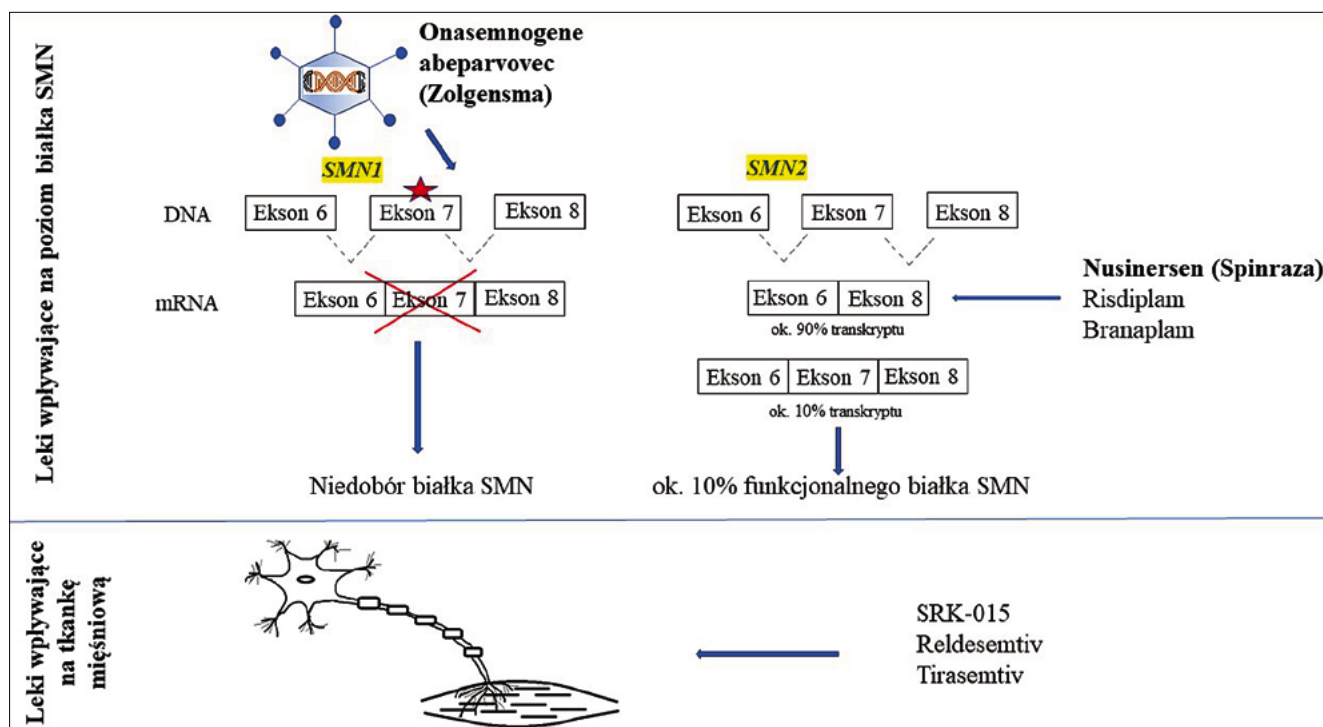 Leki wpływające na poziom białka SMN
Onasemnogene
abeparvovec
(Zolgensma)
SMN1
SMN2
DNA
Ekson 6
Ekson 7
Ekson 8
Ekson 6
Ekson 7
Ekson 8
mRNA
Ekson 6
Ekson 7
Ekson 8
Ekson 6
Ekson 8
ok. 90% transkryptu
Nusinersen (Spinraza)
Risdiplam
Branaplam
Ekson 6
Ekson 7
Ekson 8
ok. 10% transkryptu
Niedobór białka SMN
ok. 10% funkcjonalnego białka SMN
Leki wpływające
na tkankę
mięśniową
SRK-015
Reldesemtiv
Tirasemtiv